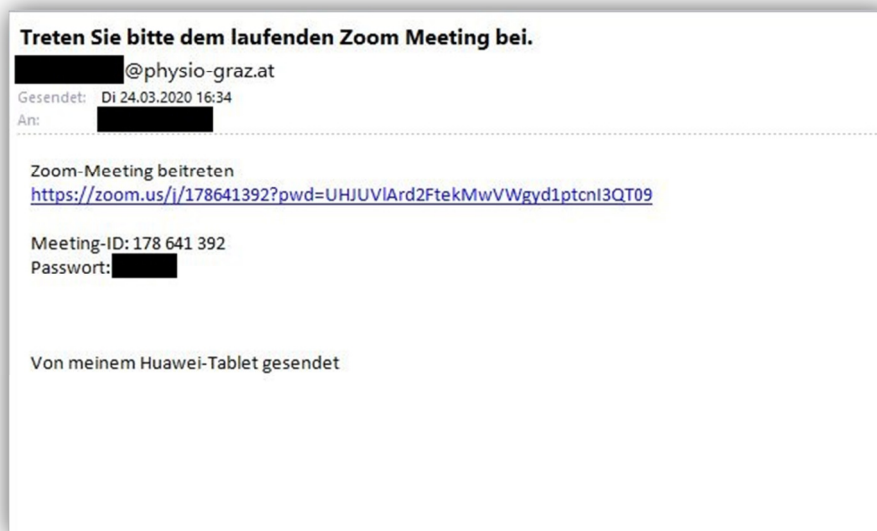 Treten Sie bitte dem laufenden Zoom Meeting bei.
@physio-graz.at
Gesendet: Di 24.03.2020 16:34
An:
Zoom-Meeting beitreten
https://zoom.us/j/178641392?pwd=UHJUVlArd2FtekMwVWgyd1ptcnI3QT09
Meeting-ID: 178 641 392
Passwort:
Von meinem Huawei-Tablet gesendet